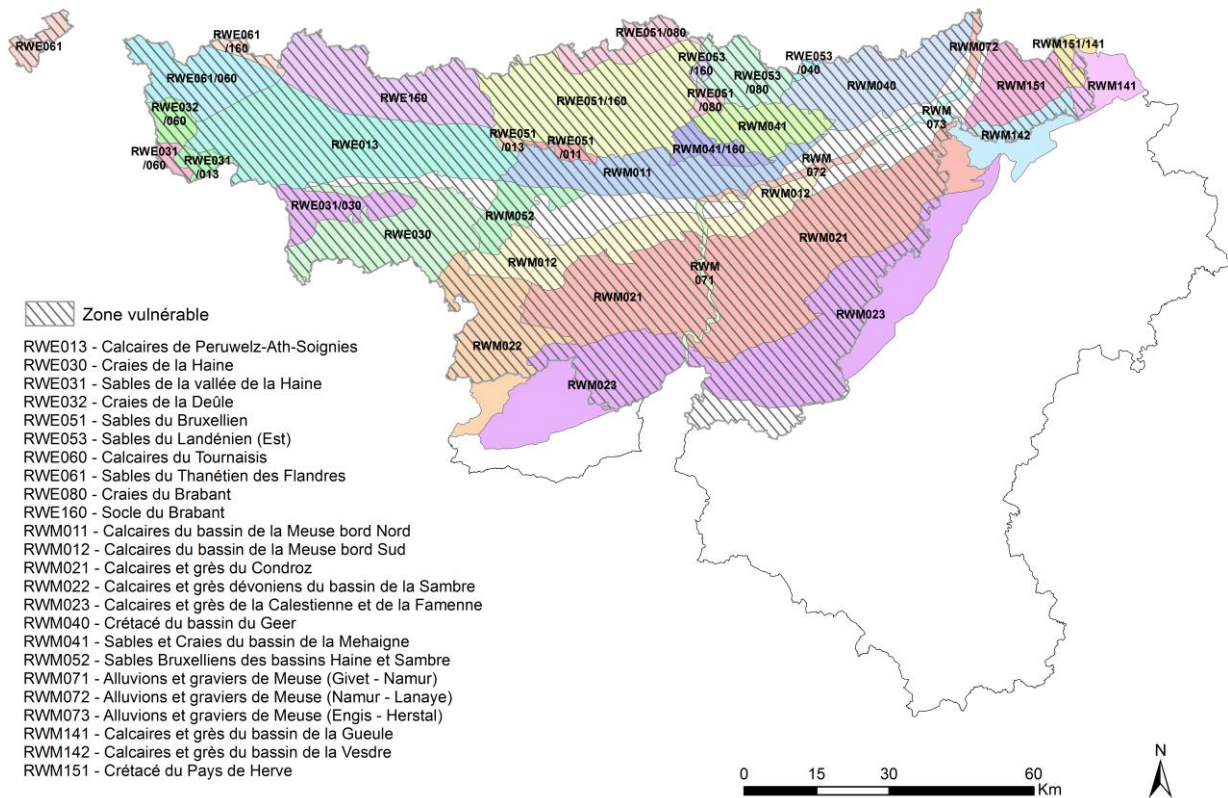 RWE061
RWE061
/160
RWE061/060
RWE032
/060
RWE031
/060
RWE031
/013
RWE160
RWE013
RWE051/080
RWE051/160
RWE053
/160
RWE051
/080
RWE053
/080
RWE053
/040
RWM040
RWM072
RWM151
RWM151/141
RWM141
RWM142
RWM
073
RWM041
RWM041/160
RWE051
/013
RWE051
/011
RWM011
RWM
072
RWM012
RWE031/030
RWE030
RWM052
RWM012
RWM021
RWM
071
RWM021
RWM022
RWM023
RWM023
Zone vulnérable
RWE013 - Calcaires de Peruwelz-Ath-Soignies
RWE030 - Craies de la Haine
RWE031 - Sables de la vallée de la Haine
RWE032 - Craies de la Deûle
RWE051 - Sables du Bruxellien
RWE053 - Sables du Landénien (Est)
RWE060 - Calcaires du Tournaisis
RWE061 - Sables du Thanétien des Flandres
RWE080 - Craies du Brabant
RWE160 - Socle du Brabant
RWM011 - Calcaires du bassin de la Meuse bord Nord
RWM012 - Calcaires du bassin de la Meuse bord Sud
RWM021 - Calcaires et grès du Condroz
RWM022 - Calcaires et grès dévoniens du bassin de la Sambre
RWM023 - Calcaires et grès de la Calestienne et de la Famenne
RWM040 - Crétacé du bassin du Geer
RWM041 - Sables et Craies du bassin de la Mehaigne
RWM052 - Sables Bruxelliens des bassins Haine et Sambre
RWM071 - Alluvions et graviers de Meuse (Givet - Namur)
RWM072 - Alluvions et graviers de Meuse (Namur - Lanaye)
RWM073 - Alluvions et graviers de Meuse (Engis - Herstal)
RWM141 - Calcaires et grès du bassin de la Gueule
RWM142 - Calcaires et grès du bassin de la Vesdre
RWM151 - Crétacé du Pays de Herve
0 15 30 60
Km
N